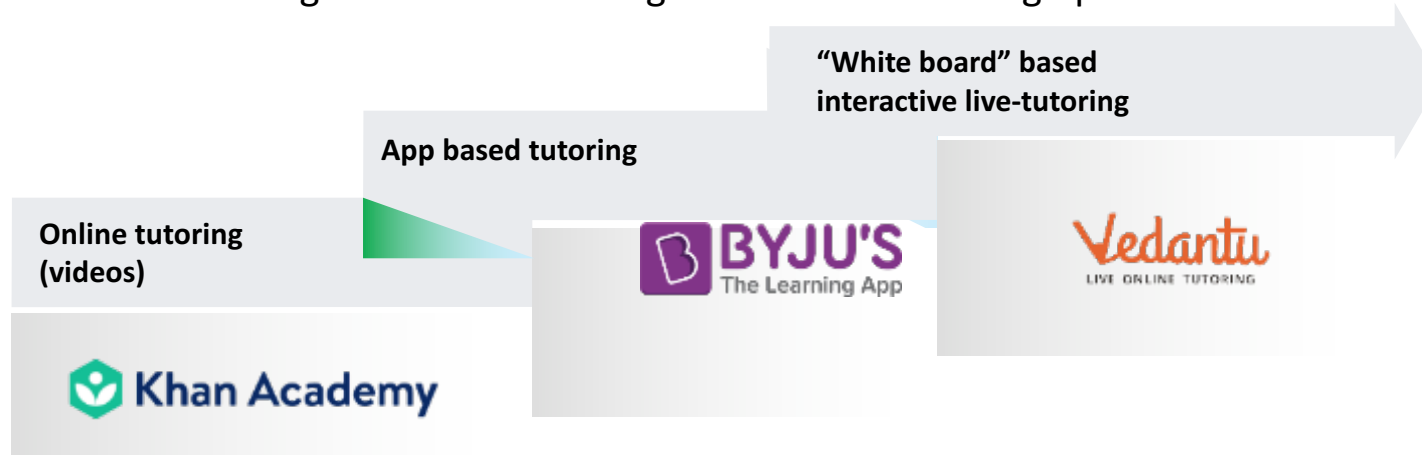 “White board” based
interactive live-tutoring
App based tutoring
Online tutoring
(videos)
BYJU'S
The Learning App
Vedantu
LIVE ONLINE TUTORING
Khan Academy